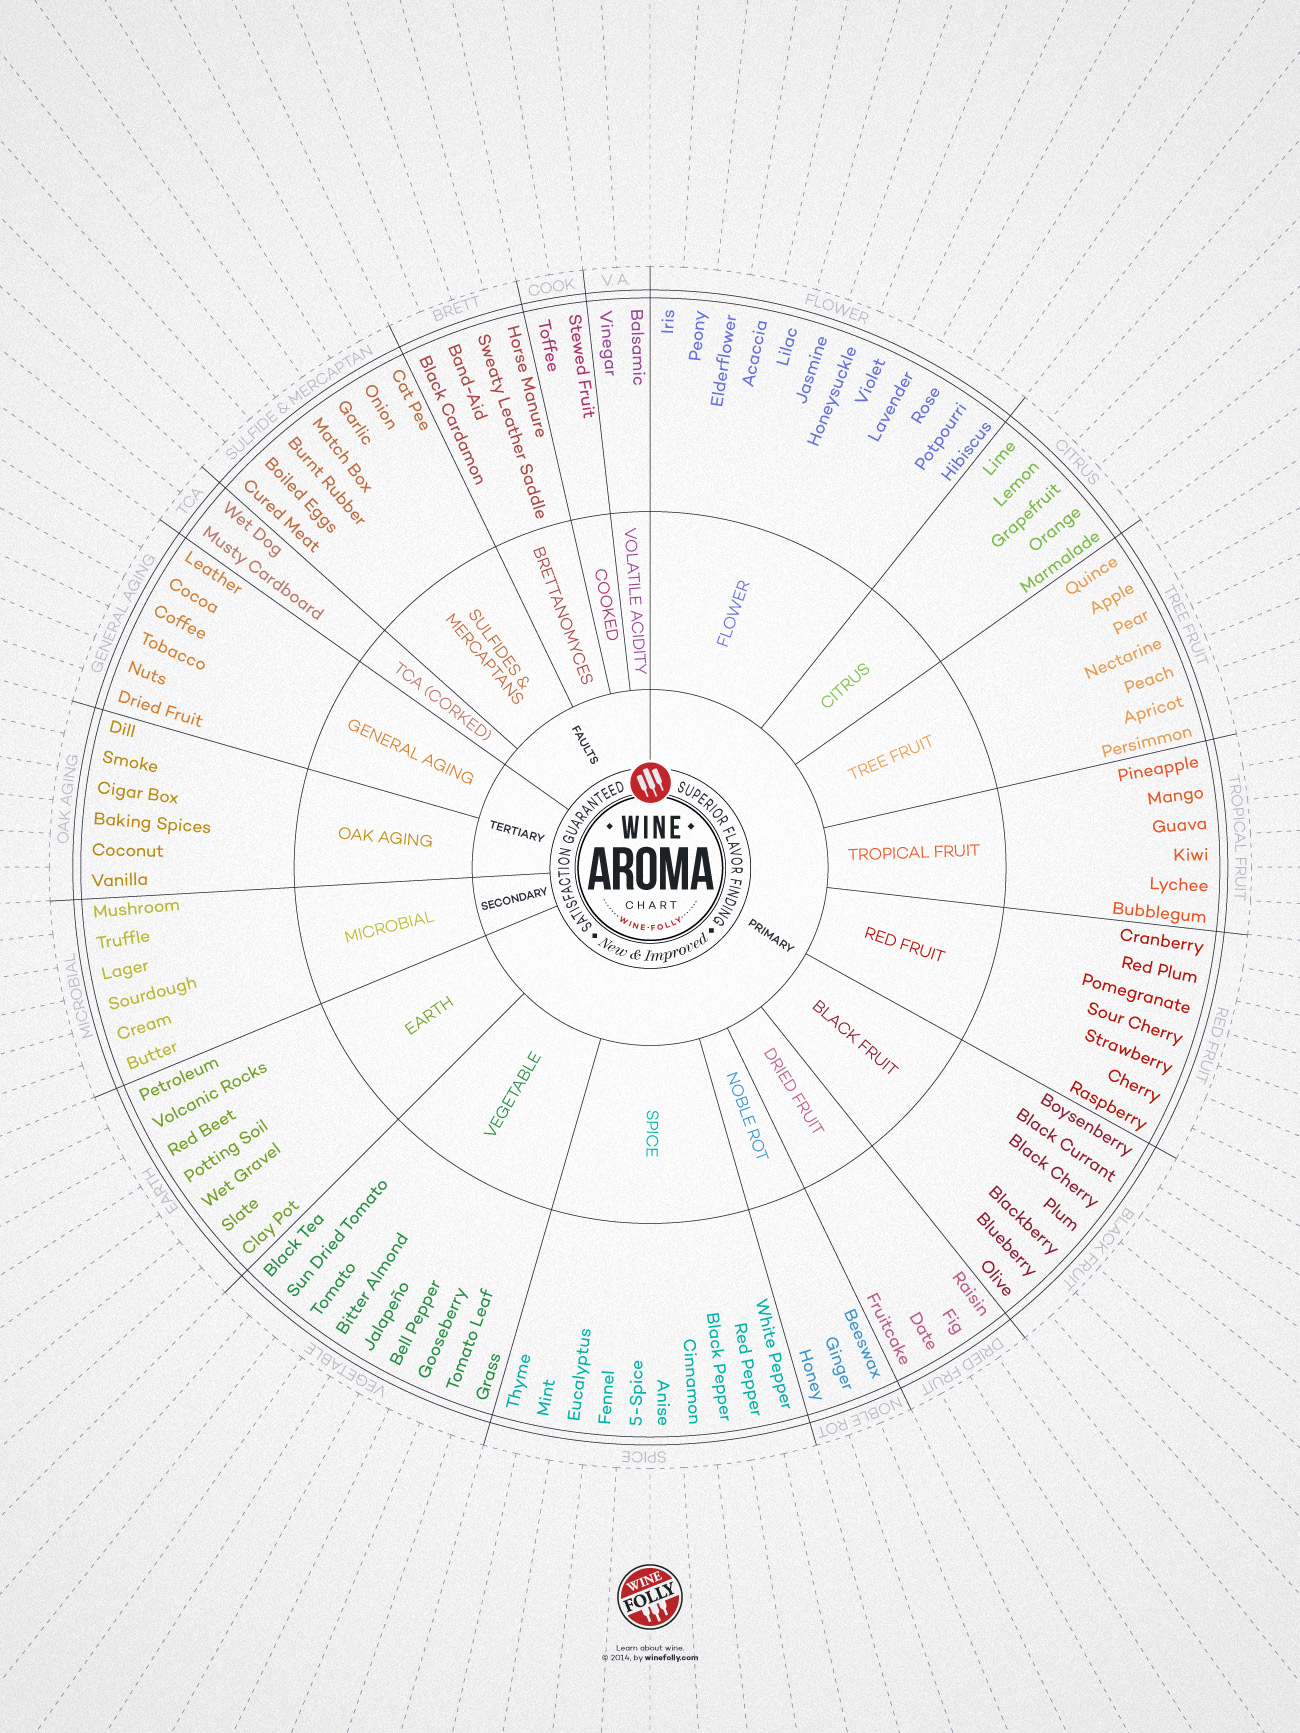 WINE
AROMA
CHART
WINE·FOLLY
SATISFACTION GUARANTEED
SUPERIOR FLAVOR FINDING
New & Improved
PRIMARY
FLOWER
FLOWER
Iris
Peony
Elderflower
Acaccia
Lilac
Jasmine
Honeysuckle
Violet
Lavender
Rose
Potpourri
Hibiscus
CITRUS
CITRUS
Lime
Lemon
Grapefruit
Orange
Marmalade
TREE FRUIT
TREE FRUIT
Quince
Apple
Pear
Nectarine
Peach
Apricot
Persimmon
TROPICAL FRUIT
TROPICAL FRUIT
Pineapple
Mango
Guava
Kiwi
Lychee
Bubblegum
RED FRUIT
RED FRUIT
Cranberry
Red Plum
Pomegranate
Sour Cherry
Strawberry
Cherry
Raspberry
BLACK FRUIT
BLACK FRUIT
Boysenberry
Black Currant
Black Cherry
Plum
Blackberry
Blueberry
Olive
DRIED FRUIT
DRIED FRUIT
Raisin
Fig
Date
Fruitcake
NOBLE ROT
NOBLE ROT
Beeswax
Ginger
Honey
SPICE
SPICE
White Pepper
Red Pepper
Black Pepper
Cinnamon
Anise
5-Spice
Fennel
Eucalyptus
Mint
Thyme
VEGETABLE
VEGETABLE
Grass
Tomato Leaf
Gooseberry
Bell Pepper
Jalapeño
Bitter Almond
Tomato
Sun Dried Tomato
Black Tea
EARTH
EARTH
Clay Pot
Slate
Wet Gravel
Potting Soil
Red Beet
Volcanic Rocks
Petroleum
SECONDARY
MICROBIAL
MICROBIAL
Butter
Cream
Sourdough
Lager
Truffle
Mushroom
TERTIARY
OAK AGING
OAK AGING
Vanilla
Coconut
Baking Spices
Cigar Box
Smoke
Dill
GENERAL AGING
GENERAL AGING
Dried Fruit
Nuts
Tobacco
Coffee
Cocoa
Leather
FAULTS
TCA (CORKED)
TCA
Musty Cardboard
Wet Dog
SULFIDES &
MERCAPTANS
SULFIDE & MERCAPTAN
Cured Meat
Boiled Eggs
Burnt Rubber
Match Box
Garlic
Onion
Cat Pee
BRETTANOMYCES
BRETT
Black Cardamon
Band-Aid
Sweaty Leather Saddle
Horse Manure
COOKED
COOK
Toffee
Stewed Fruit
VOLATILE ACIDITY
V.A.
Vinegar
Balsamic
WINE
FOLLY
Learn about wine.
© 2014, by winefolly.com